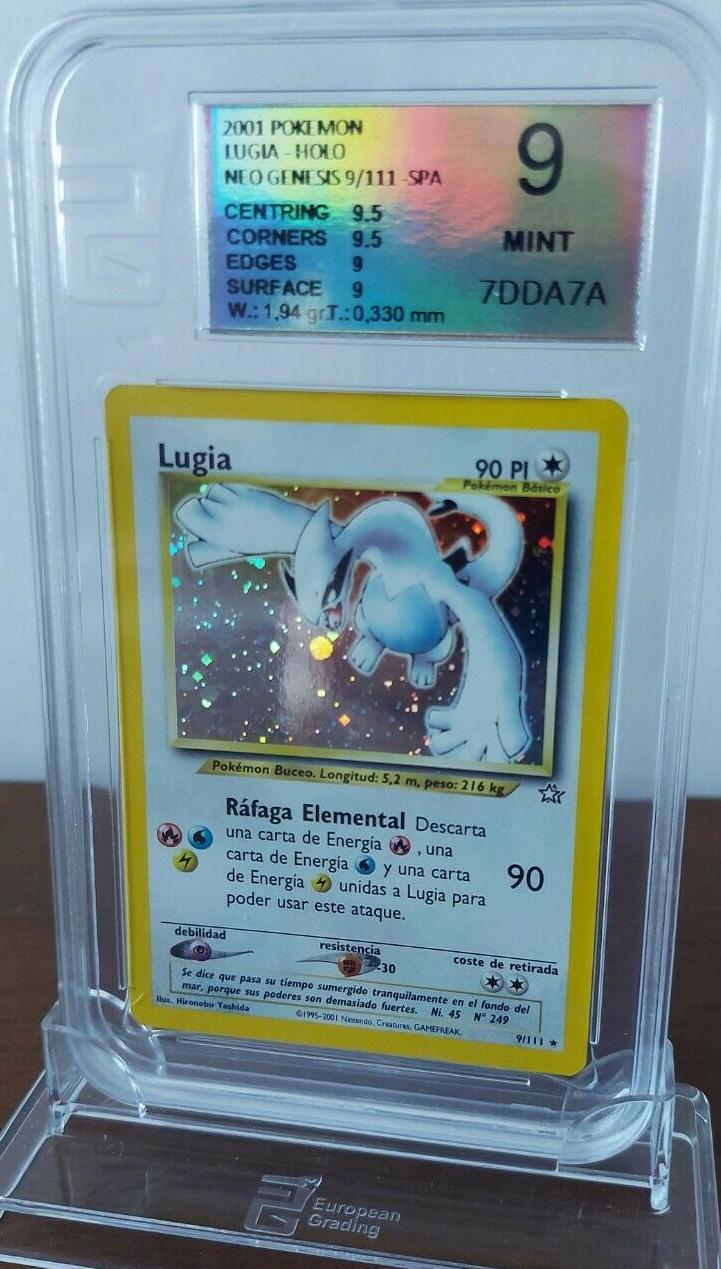 2001 POKEMON
LUGIA - HOLO
NEO GENESIS 9/111 -SPA
CENTRING 9.5
CORNERS 9.5
EDGES 9
SURFACE 9
W.: 1,94 gr.T.:0,330 mm
9
MINT
7DDA7A
Lugia
90 PI
Pokémon Básico
Pokémon Buceo. Longitud: 5,2 m, peso: 216 kg
Ráfaga Elemental Descarta
una carta de Energía , una
carta de Energía y una carta
de Energía unidas a Lugia para
poder usar este ataque.
90
debilidad
resistencia
-30
coste de retirada
Se dice que pasa su tiempo sumergido tranquilamente en el fondo del
mar, porque sus poderes son demasiado fuertes. Ni. 45 N° 249
Ilus. Hironobu Yoshida
©1995-2001 Nintendo, Creatures, GAMEFREAK.
9/111 ★
European
Grading